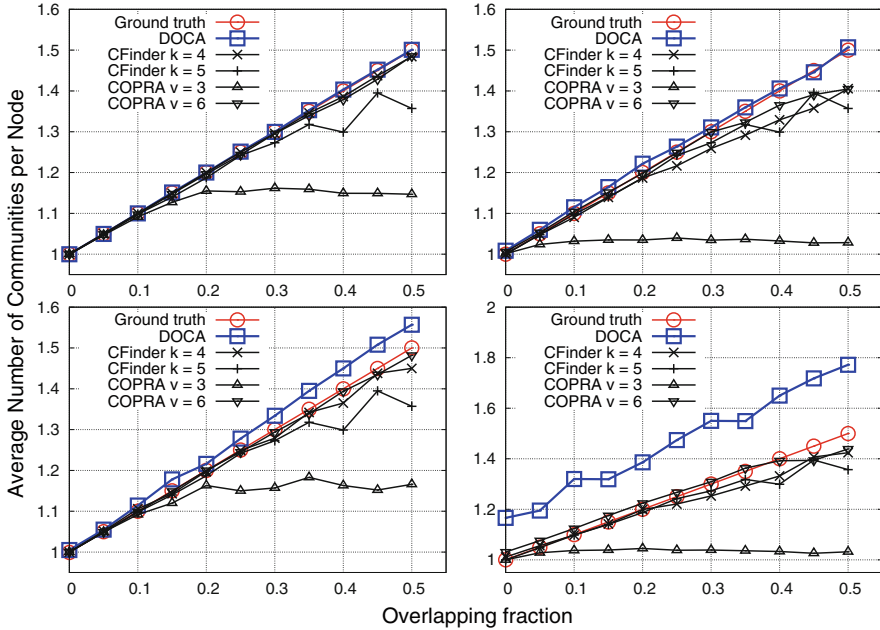 Average Number of Communities per Node
1.6
1.5
1.4
1.3
1.2
1.1
1
0 0.1 0.2 0.3 0.4 0.5
Ground truth
DOCA
CFinder k = 4
CFinder k = 5
COPRA v = 3
COPRA v = 6
1.6
1.5
1.4
1.3
1.2
1.1
1
0 0.1 0.2 0.3 0.4 0.5
Ground truth
DOCA
CFinder k = 4
CFinder k = 5
COPRA v = 3
COPRA v = 6
1.6
1.5
1.4
1.3
1.2
1.1
1
0 0.1 0.2 0.3 0.4 0.5
Ground truth
DOCA
CFinder k = 4
CFinder k = 5
COPRA v = 3
COPRA v = 6
2
1.8
1.6
1.4
1.2
1
0 0.1 0.2 0.3 0.4 0.5
Ground truth
DOCA
CFinder k = 4
CFinder k = 5
COPRA v = 3
COPRA v = 6
Overlapping fraction